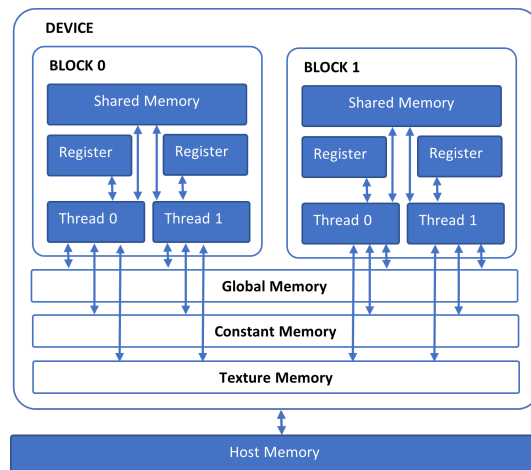 DEVICE
BLOCK 0
Shared Memory
Register
Register
Thread 0
Thread 1
BLOCK 1
Shared Memory
Register
Register
Thread 0
Thread 1
Global Memory
Constant Memory
Texture Memory
Host Memory